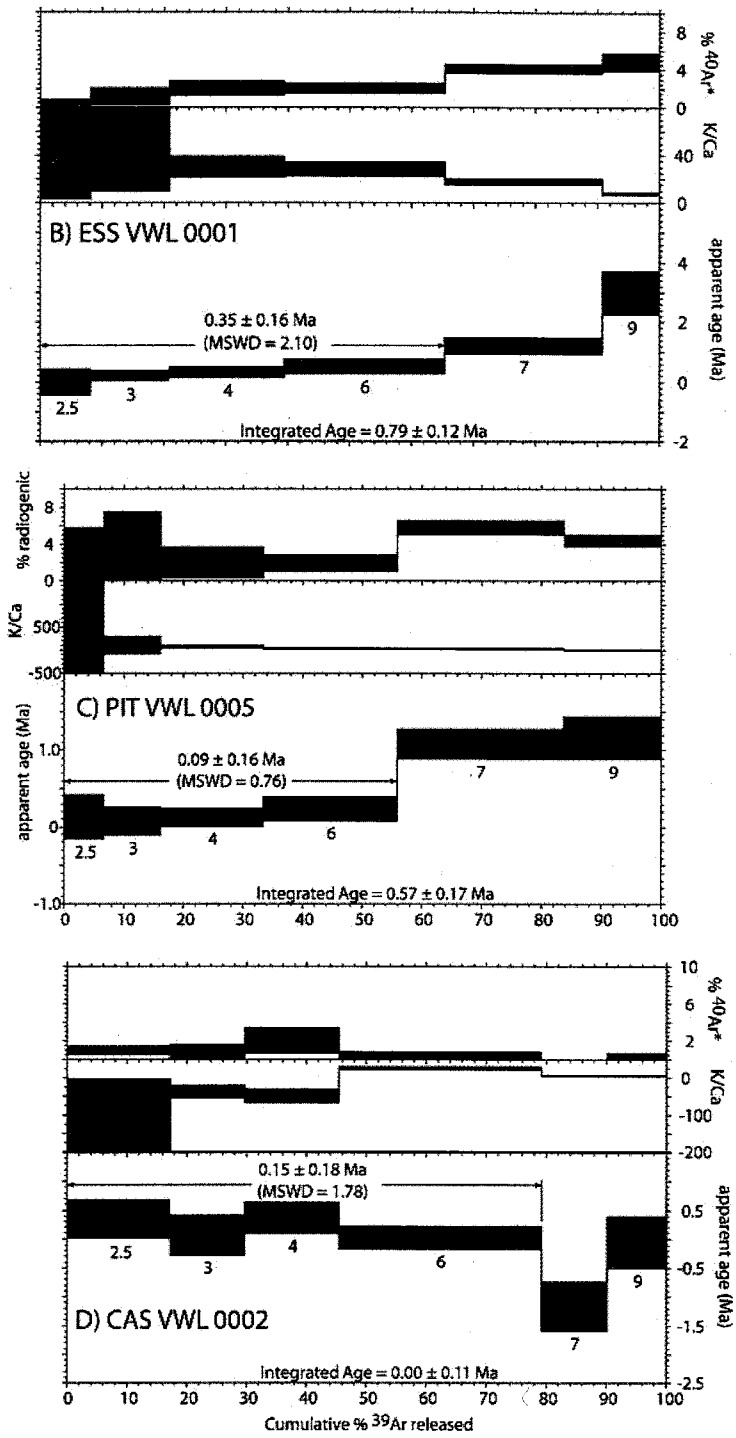 8
4
0
% 40Ar*
40
0
K/Ca
B) ESS VWL 0001
4
2
0
-2
apparent age (Ma)
0.35 ± 0.16 Ma
(MSWD = 2.10)
2.5
3
4
6
7
9
Integrated Age = 0.79 ± 0.12 Ma
% radiogenic
8
4
0
K/Ca
500
-500
C) PIT VWL 0005
apparent age (Ma)
1.0
0
-1.0
0.09 ± 0.16 Ma
(MSWD = 0.76)
2.5
3
4
6
7
9
Integrated Age = 0.57 ± 0.17 Ma
0 10 20 30 40 50 60 70 80 90 100
10
6
2
% 40Ar*
0
-100
-200
K/Ca
0.15 ± 0.18 Ma
(MSWD = 1.78)
0.5
-0.5
-1.5
-2.5
apparent age (Ma)
2.5
3
4
6
7
9
D) CAS VWL 0002
Integrated Age = 0.00 ± 0.11 Ma
0 10 20 30 40 50 60 70 80 90 100
Cumulative % 39Ar released